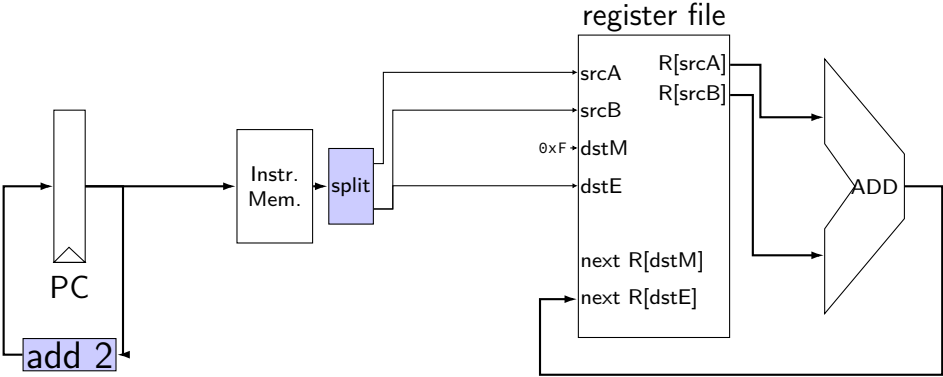 register file
srcA
R[srcA]
R[srcB]
srcB
0xF
dstM
Instr.
Mem.
split
dstE
ADD
next R[dstM]
PC
next R[dstE]
add 2